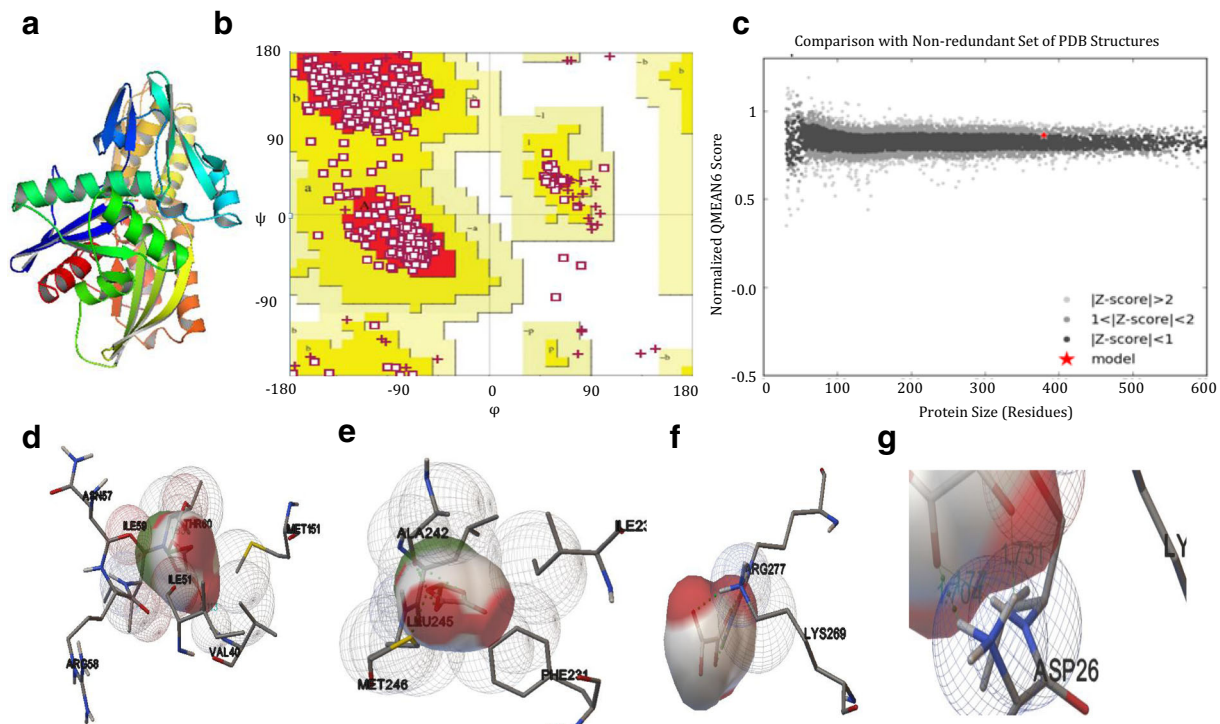 a
b
c
180
90
ψ 0
-90
-180
-180
-90
0
90
180
φ
b
a
A
~a
~l
l
~p
p
~b
~b
b
b
Comparison with Non-redundant Set of PDB Structures
Normalized QMEAN6 Score
1
0.5
-0.0
-0.5
0
100
200
300
400
500
600
Protein Size (Residues)
|Z-score|>2
1<|Z-score|<2
|Z-score|<1
model
d
e
f
g
ASN57
ILE59
THR60
MET151
ILE51
VAL40
ARG58
ALA242
ILE23
LEU245
MET246
PHE231
ARG277
LYS269
LY
ASP26